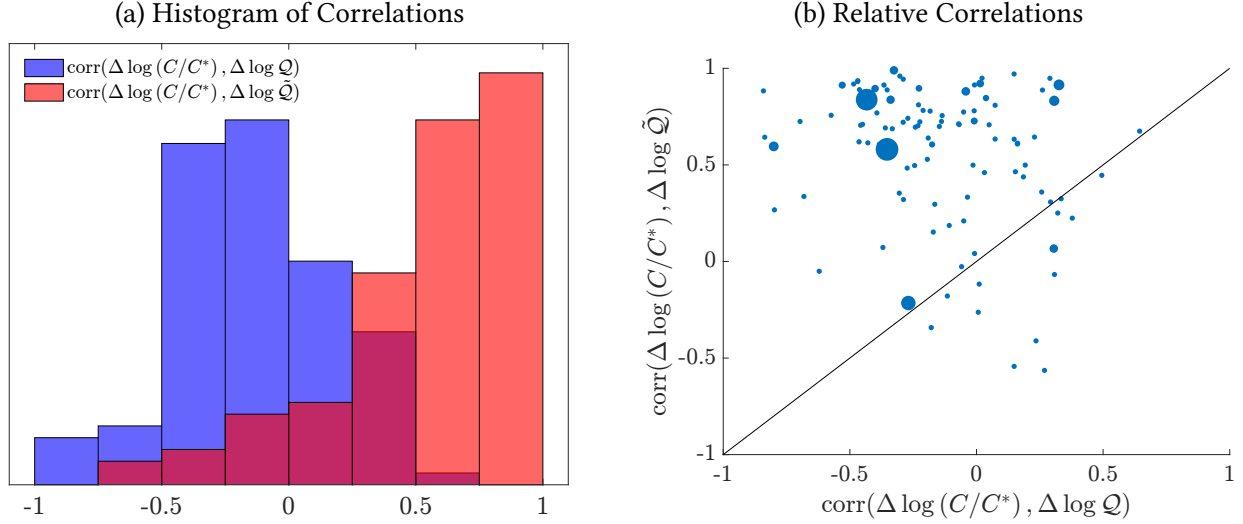 (a) Histogram of Correlations
corr(Δ log (C/C*) , Δ log 𝒬)
corr(Δ log (C/C*) , Δ log 𝒬̃)
-1 -0.5 0 0.5 1
(b) Relative Correlations
corr(Δ log (C/C*) , Δ log 𝒬̃)
1
0.5
0
-0.5
-1
-1 -0.5 0 0.5 1
corr(Δ log (C/C*) , Δ log 𝒬)